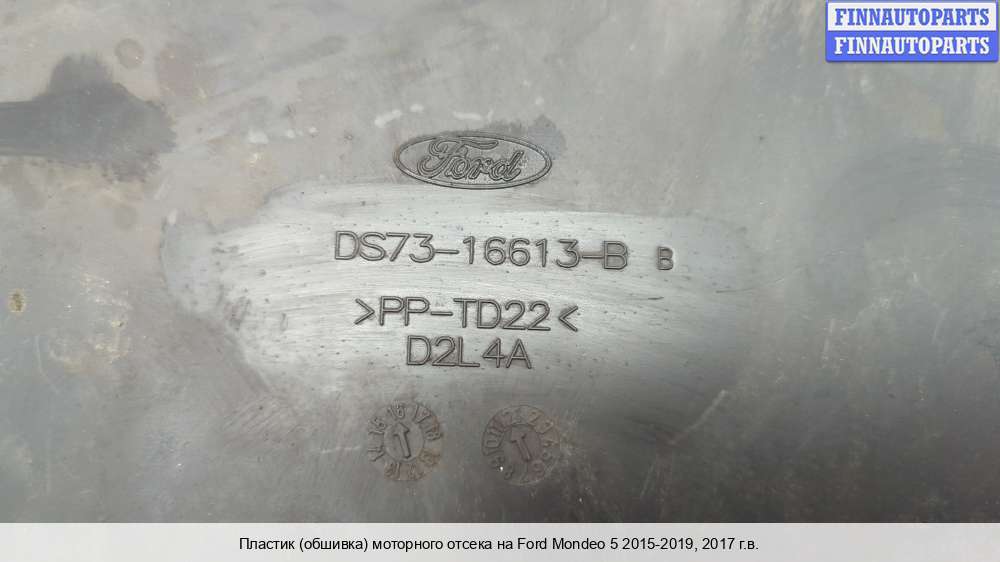 FINNAUTOPARTS
FINNAUTOPARTS
Ford
DS73-16613-B B
>PP-TD22<
D2L4A
Пластик (обшивка) моторного отсека на Ford Mondeo 5 2015-2019, 2017 г.в.